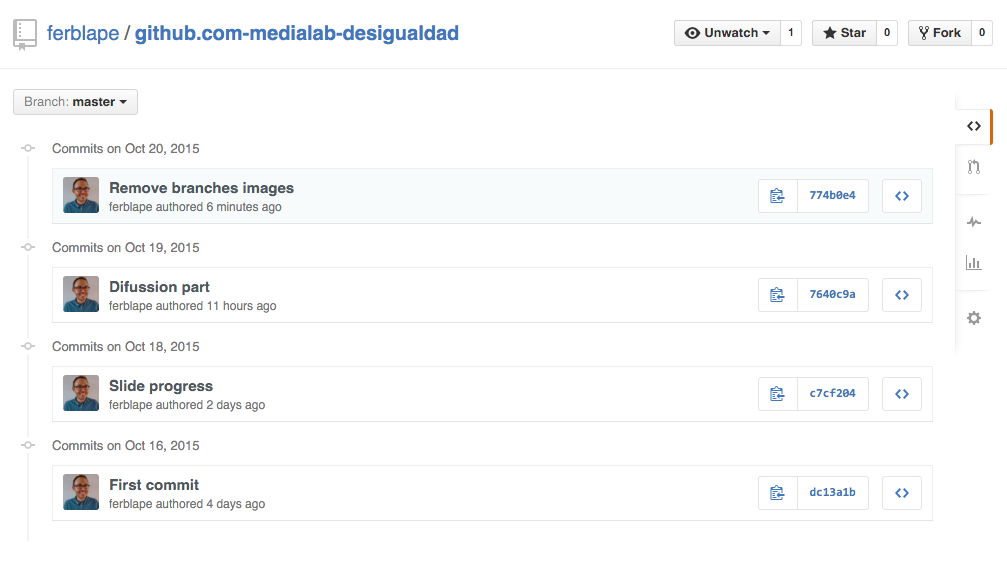 ferblape / github.com-medialab-desigualdad
Unwatch 1 Star 0 Fork 0
Branch: master
Commits on Oct 20, 2015
Remove branches images
ferblape authored 6 minutes ago
774b0e4
Commits on Oct 19, 2015
Difussion part
ferblape authored 11 hours ago
7640c9a
Commits on Oct 18, 2015
Slide progress
ferblape authored 2 days ago
c7cf204
Commits on Oct 16, 2015
First commit
ferblape authored 4 days ago
dc13a1b